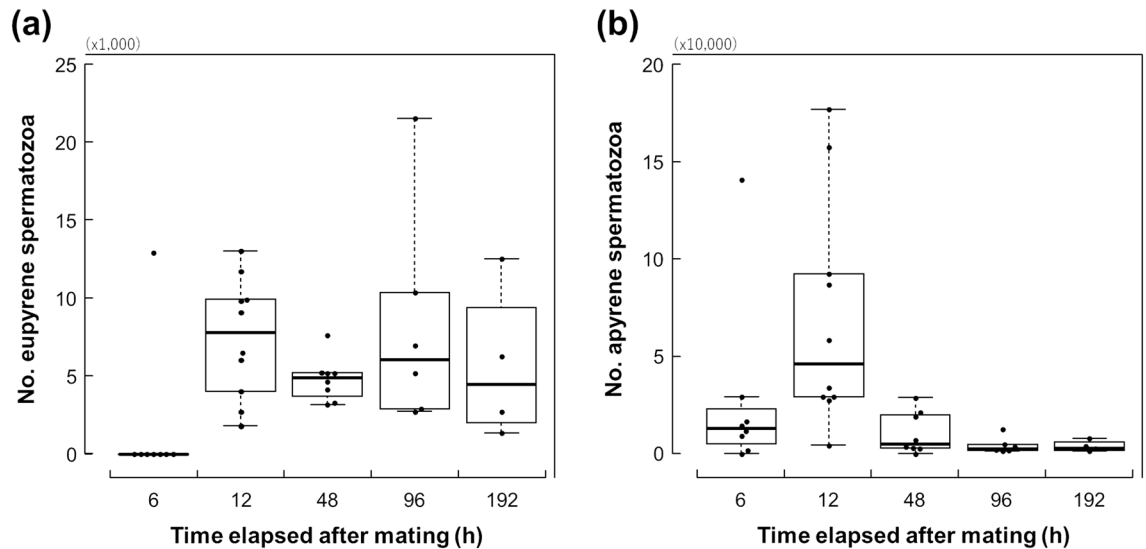 (a)
(x1,000)
25
20
15
10
5
0
No. eupyrene spermatozoa
6 12 48 96 192
Time elapsed after mating (h)
(b)
(x10,000)
20
15
10
5
0
No. apyrene spermatozoa
6 12 48 96 192
Time elapsed after mating (h)